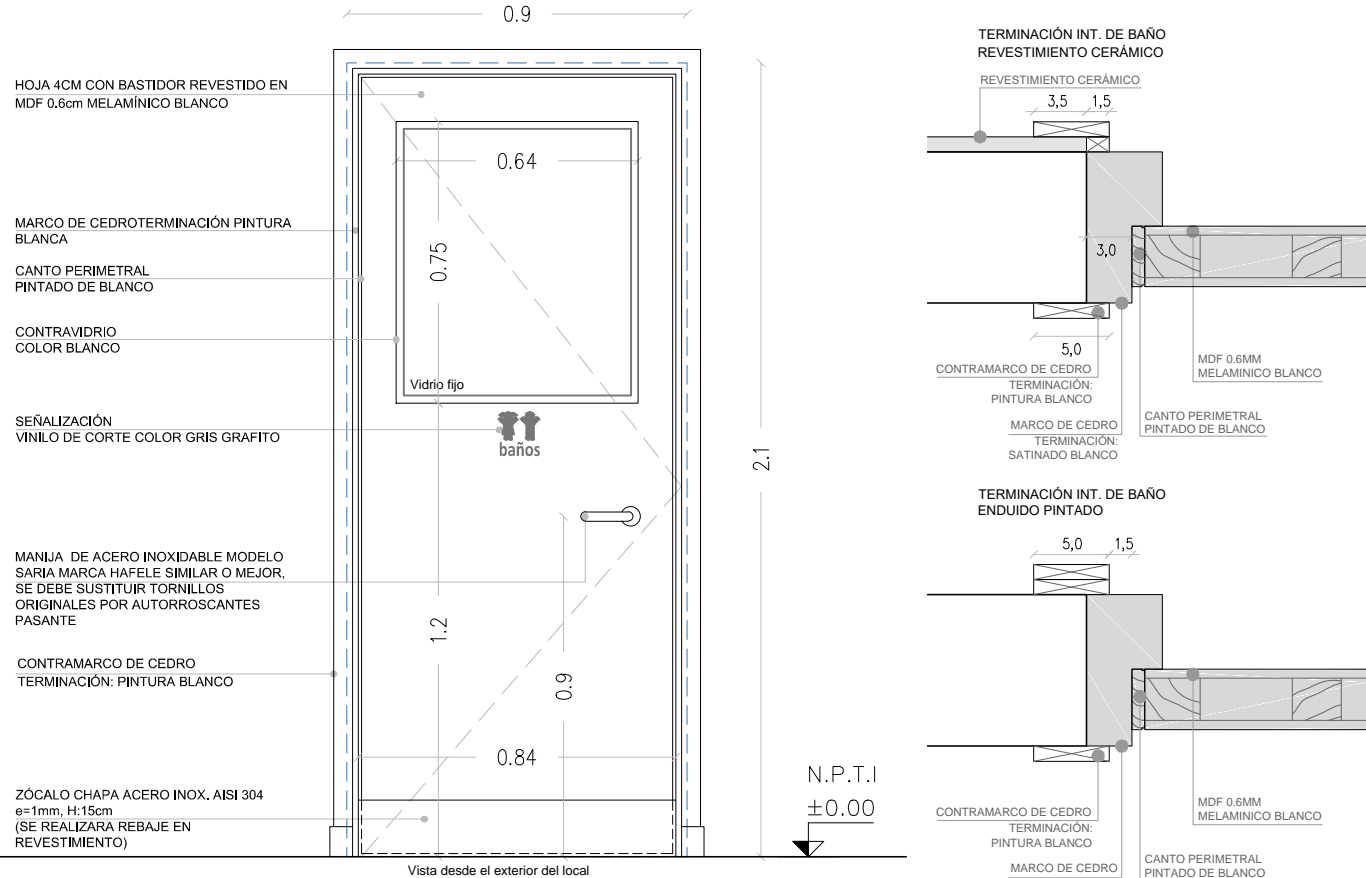 0.9
HOJA 4CM CON BASTIDOR REVESTIDO EN
MDF 0.6cm MELAMÍNICO BLANCO
MARCO DE CEDROTERMINACIÓN PINTURA
BLANCA
CANTO PERIMETRAL
PINTADO DE BLANCO
CONTRAVIDRIO
COLOR BLANCO
SEÑALIZACIÓN
VINILO DE CORTE COLOR GRIS GRAFITO
MANIJA DE ACERO INOXIDABLE MODELO
SARIA MARCA HAFELE SIMILAR O MEJOR,
SE DEBE SUSTITUIR TORNILLOS
ORIGINALES POR AUTORROSCANTES
PASANTE
CONTRAMARCO DE CEDRO
TERMINACIÓN: PINTURA BLANCO
ZÓCALO CHAPA ACERO INOX. AISI 304
e=1mm, H:15cm
(SE REALIZARA REBAJE EN
REVESTIMIENTO)
0.64
0.75
Vidrio fijo
baños
2.1
1.2
0.9
0.84
N.P.T.I
±0.00
Vista desde el exterior del local
TERMINACIÓN INT. DE BAÑO
REVESTIMIENTO CERÁMICO
REVESTIMIENTO CERÁMICO
3,5 1,5
3,0
5,0
CONTRAMARCO DE CEDRO
TERMINACIÓN:
PINTURA BLANCO
MARCO DE CEDRO
TERMINACIÓN:
SATINADO BLANCO
MDF 0.6MM
MELAMINICO BLANCO
CANTO PERIMETRAL
PINTADO DE BLANCO
TERMINACIÓN INT. DE BAÑO
ENDUIDO PINTADO
5,0 1,5
CONTRAMARCO DE CEDRO
TERMINACIÓN:
PINTURA BLANCO
MARCO DE CEDRO
MDF 0.6MM
MELAMINICO BLANCO
CANTO PERIMETRAL
PINTADO DE BLANCO